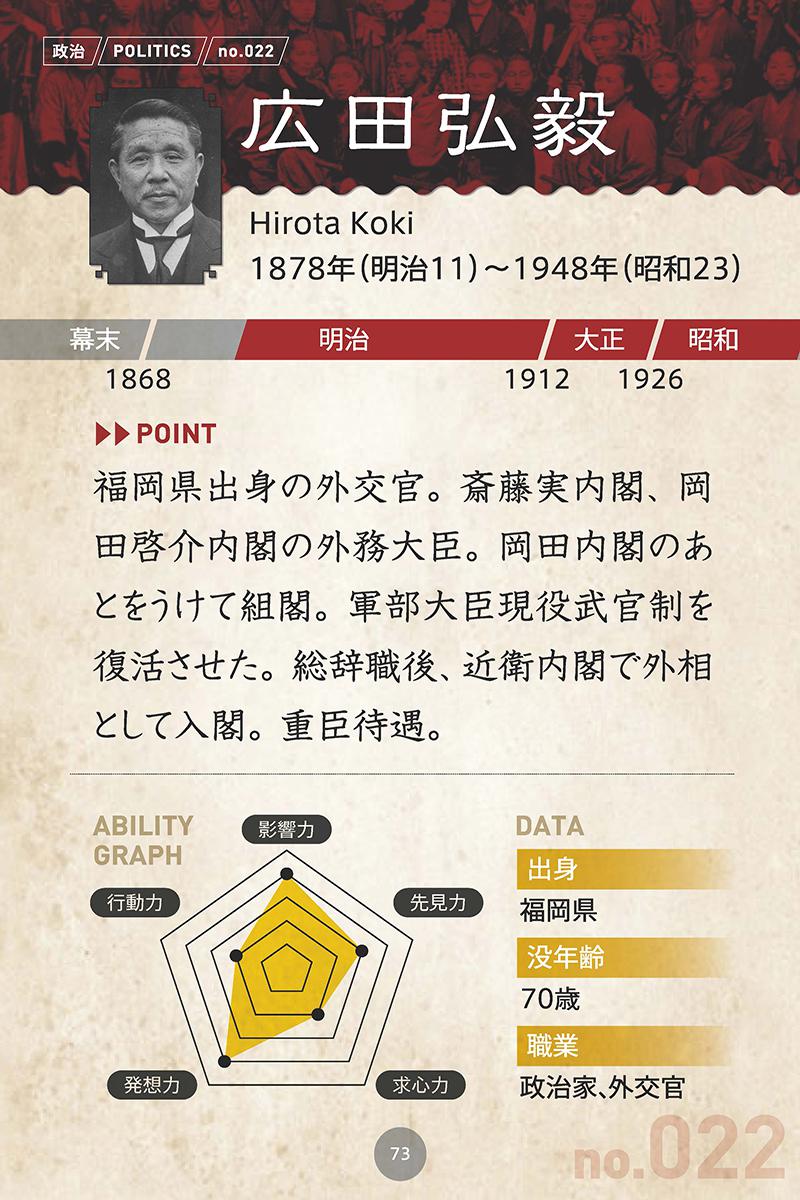 政治 POLITICS no.022
広田弘毅
Hirota Koki
1878年(明治11)～1948年(昭和23)
幕末 明治 大正 昭和
1868 1912 1926
POINT
福岡県出身の外交官。斎藤実内閣、岡
田啓介内閣の外務大臣。岡田内閣のあ
とをうけて組閣。軍部大臣現役武官制を
復活させた。総辞職後、近衛内閣で外相
として入閣。重臣待遇。
ABILITY
GRAPH
影響力
行動力
先見力
発想力
求心力
DATA
出身
福岡県
没年齢
70歳
職業
政治家、外交官
73
no.022